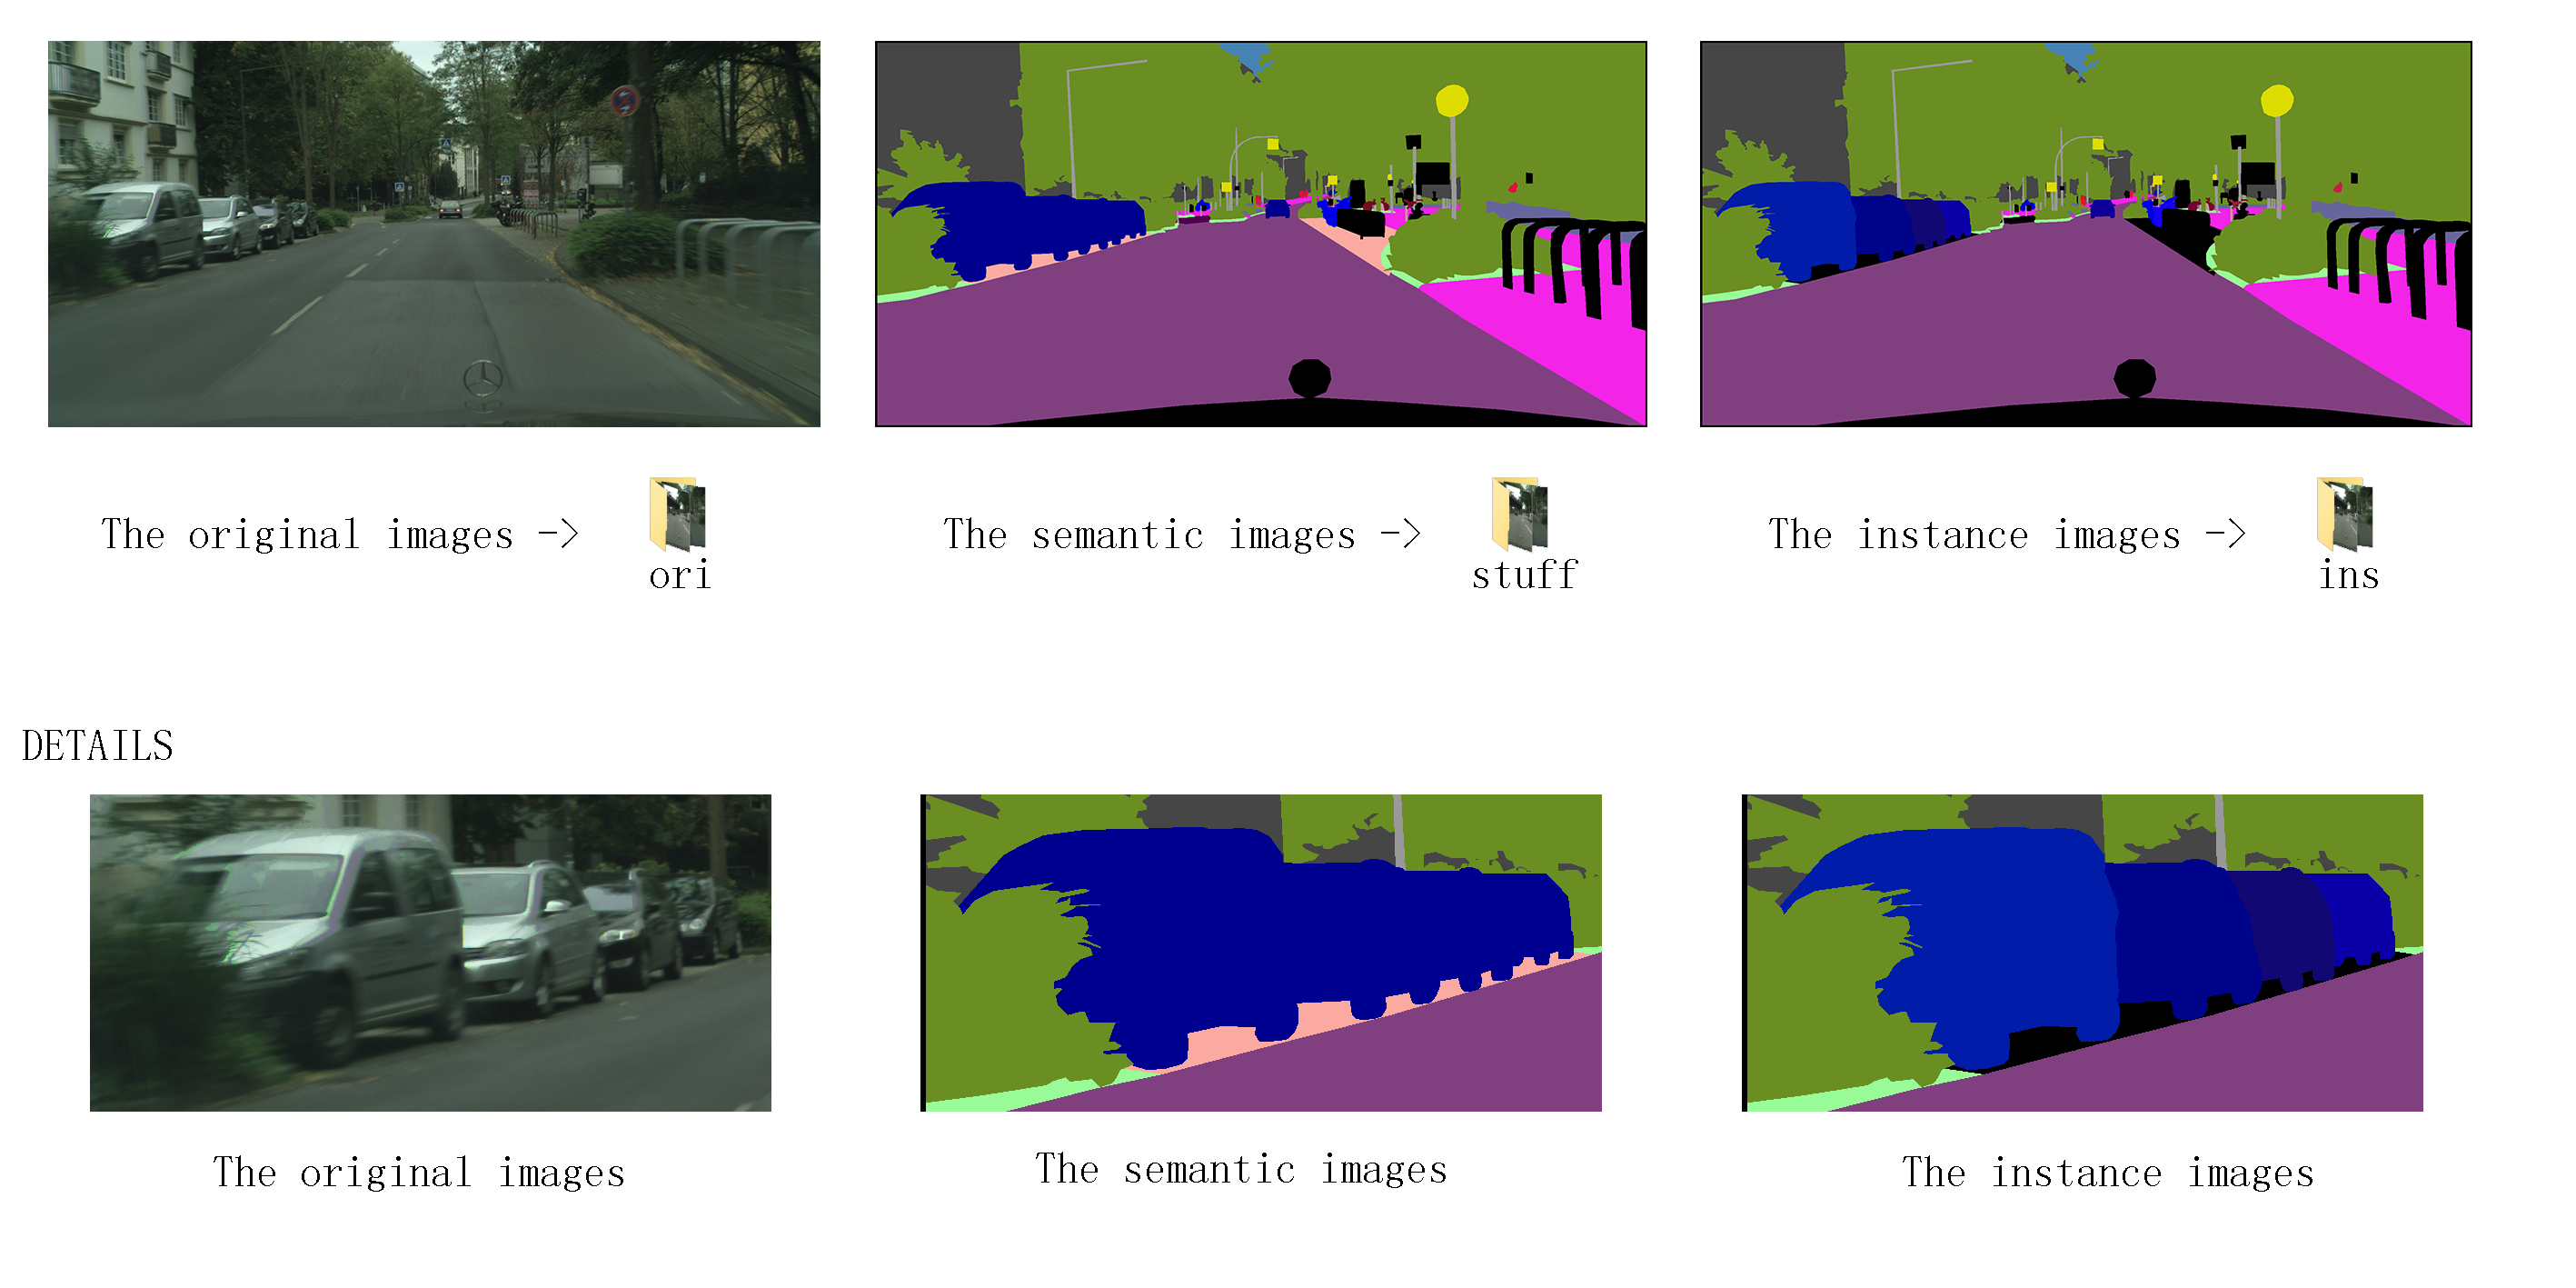 The original images ->
ori
The semantic images ->
stuff
The instance images ->
ins
DETAILS
The original images
The semantic images
The instance images